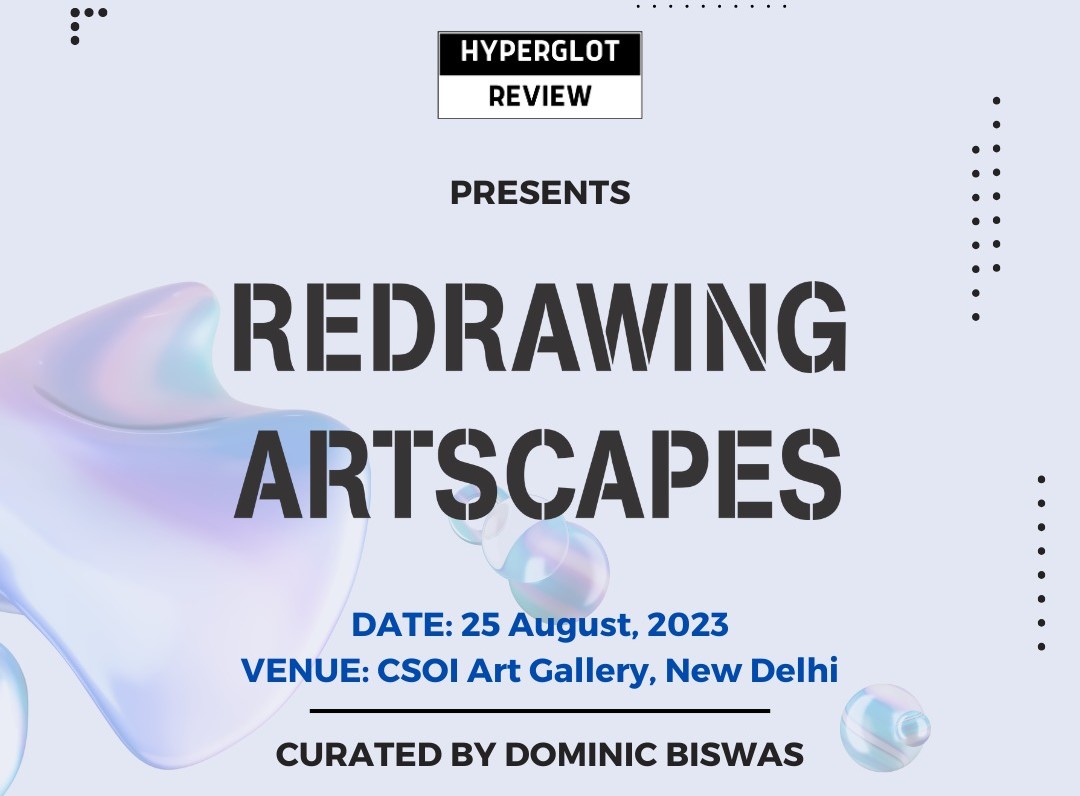 HYPERGLOT
REVIEW
PRESENTS
REDRAWING
ARTSCAPES
DATE: 25 August, 2023
VENUE: CSOI Art Gallery, New Delhi
CURATED BY DOMINIC BISWAS